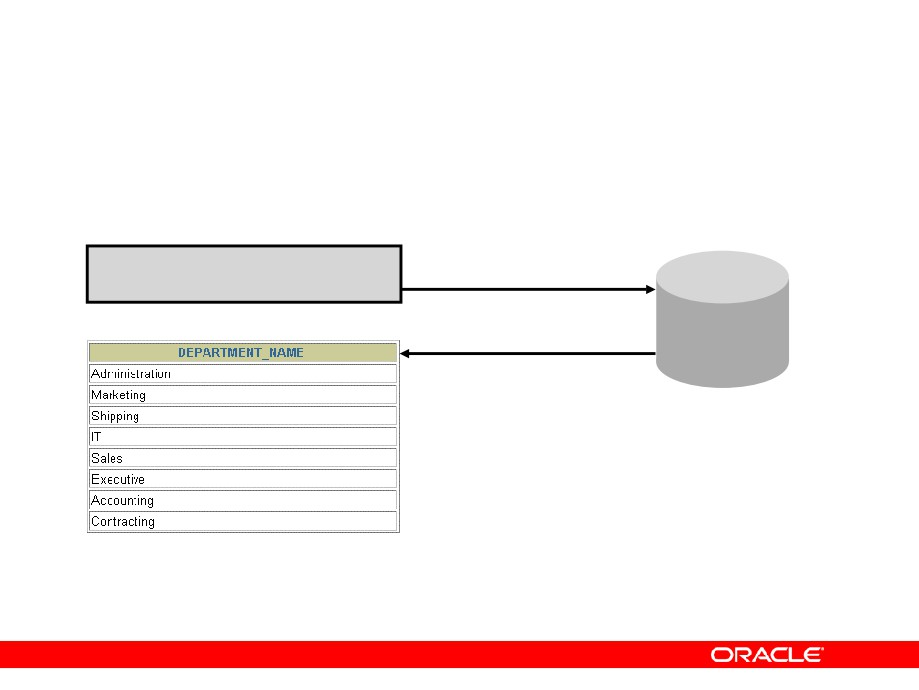 DEPARTMENT_NAME
Administration
Marketing
Shipping
IT
Sales
Executive
Accounting
Contracting
ORACLE